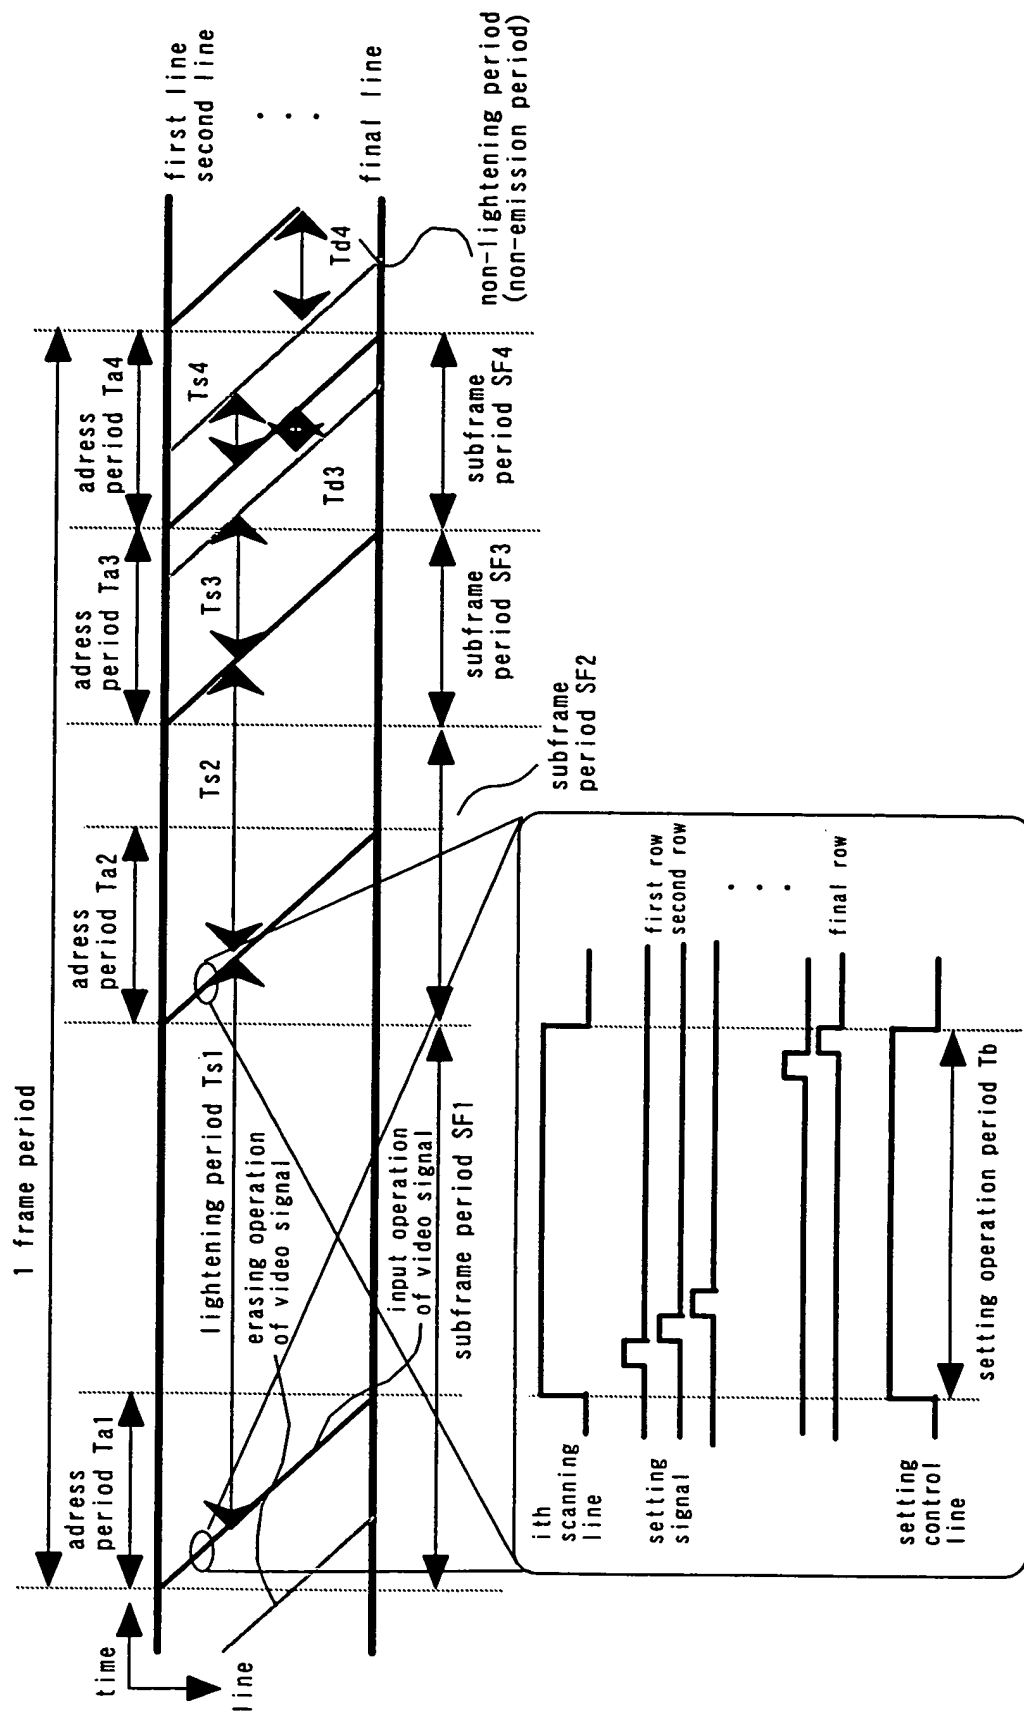 1 frame period
time
line
adress
period Ta1
adress
period Ta2
adress
period Ta3
adress
period Ta4
first line
second line
final line
lightening period Ts1
Ts2
Ts3
Ts4
erasing operation
of video signal
input operation
of video signal
Td3
Td4
non-lightening period
(non-emission period)
subframe period SF1
subframe
period SF2
subframe
period SF3
subframe
period SF4
ith
scanning
line
setting
signal
first row
second row
final row
setting
control
line
setting operation period Tb